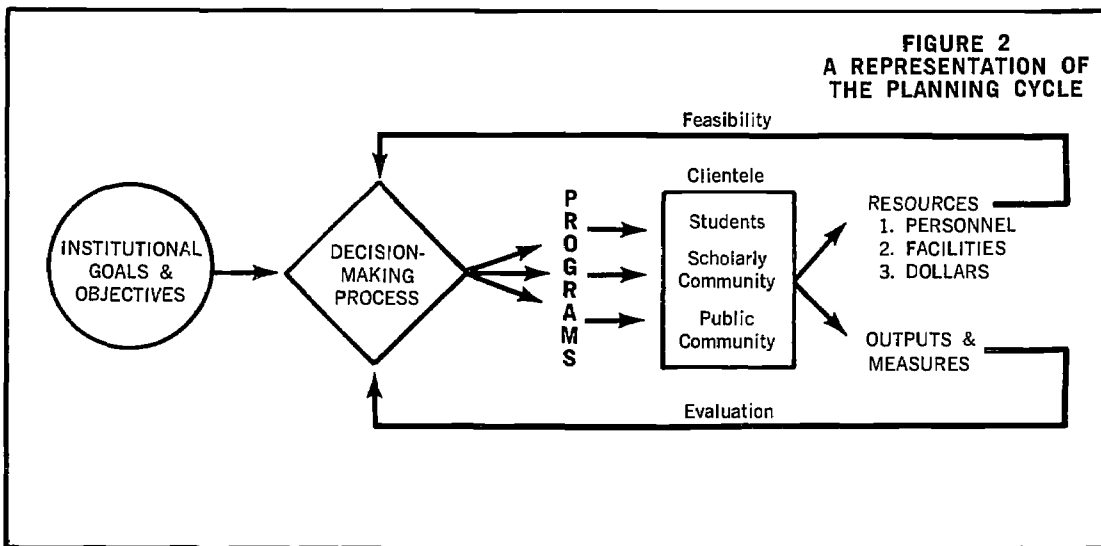 FIGURE 2
A REPRESENTATION OF
THE PLANNING CYCLE
Feasibility
INSTITUTIONAL
GOALS &
OBJECTIVES
DECISION-
MAKING
PROCESS
PROGRAMS
Clientele
Students
Scholarly
Community
Public
Community
RESOURCES
1. PERSONNEL
2. FACILITIES
3. DOLLARS
OUTPUTS &
MEASURES
Evaluation